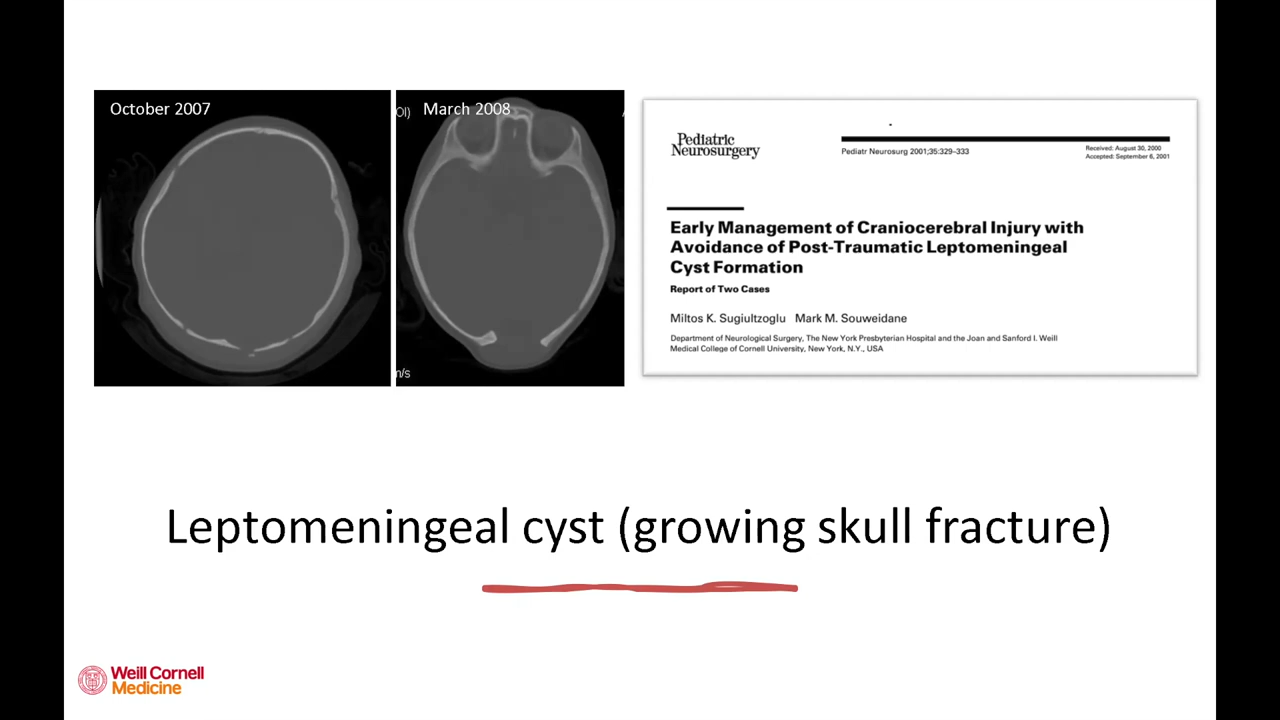 October 2007
OI)
March 2008
m/s
Pediatric
Neurosurgery
Pediatr Neurosurg 2001;35:329–333
Received: August 30, 2000
Accepted: September 6, 2001
Early Management of Craniocerebral Injury with
Avoidance of Post-Traumatic Leptomeningeal
Cyst Formation
Report of Two Cases
Miltos K. Sugiultzoglu Mark M. Souweidane
Department of Neurological Surgery, The New York Presbyterian Hospital and the Joan and Sanford I. Weill
Medical College of Cornell University, New York, N.Y., USA
Leptomeningeal cyst (growing skull fracture)
Weill Cornell
Medicine